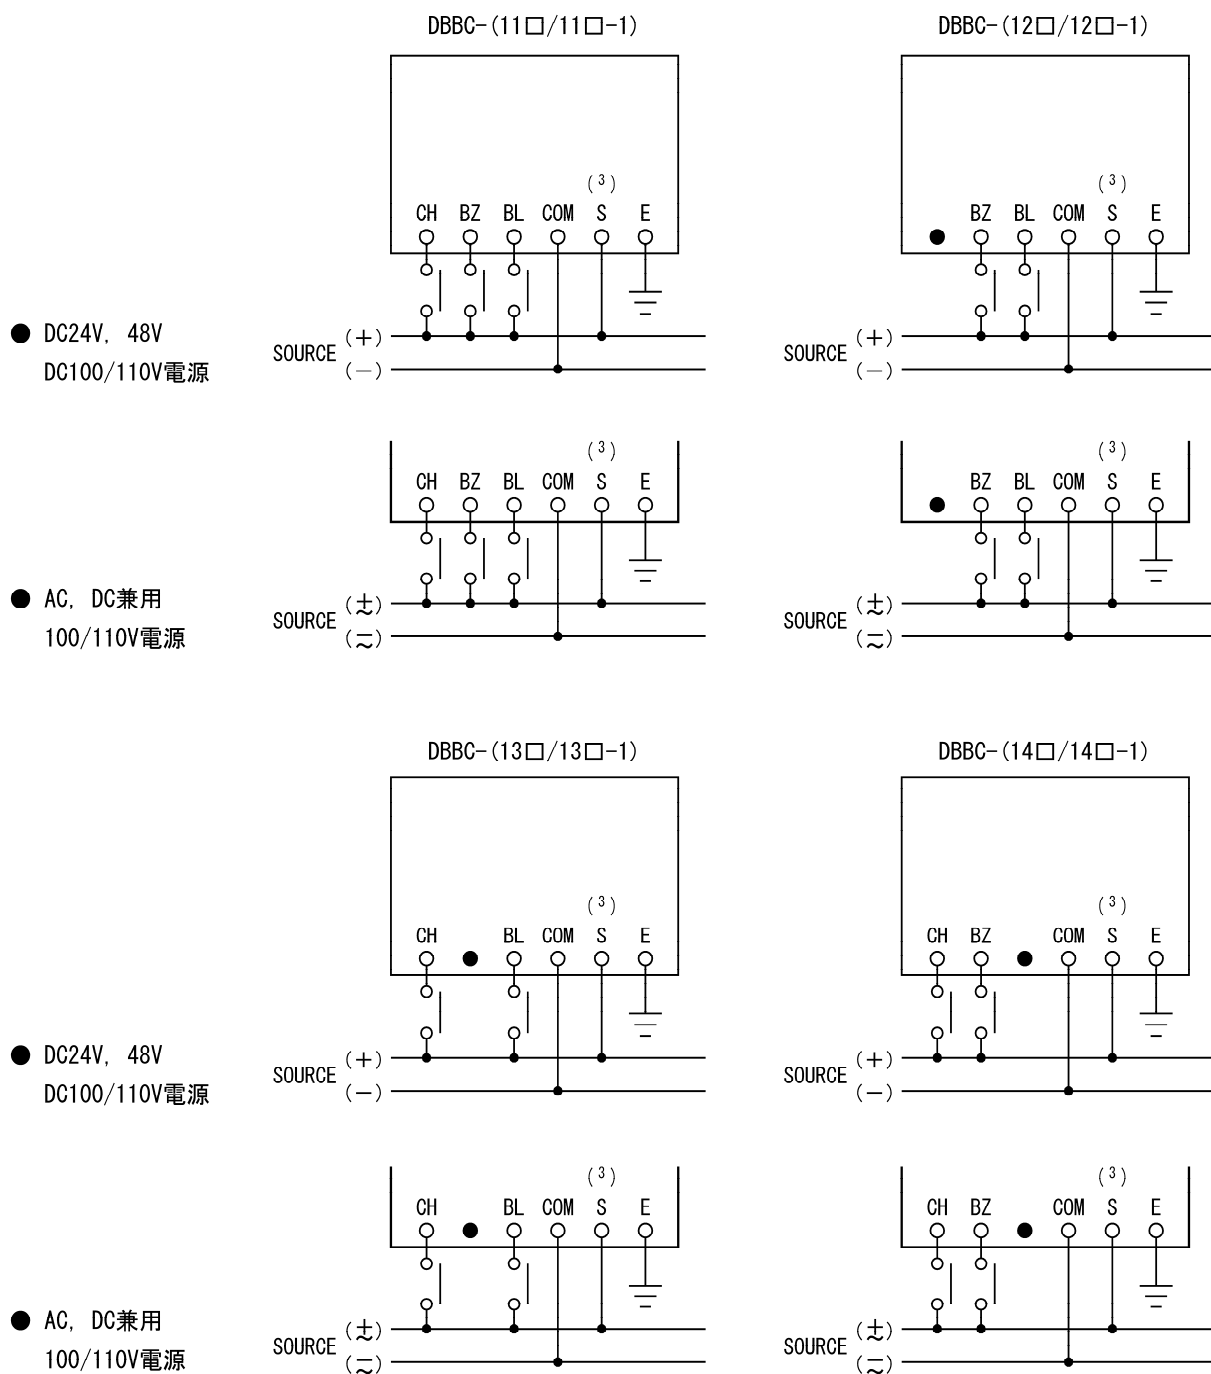 DBBC-(11□/11□-1)
DBBC-(12□/12□-1)
(3)
CH BZ BL COM S E
(3)
BZ BL COM S E
● DC24V, 48V
DC100/110V電源
SOURCE (+)
(−)
SOURCE (+)
(−)
(3)
CH BZ BL COM S E
(3)
BZ BL COM S E
● AC, DC兼用
100/110V電源
SOURCE (±~)
(−~)
SOURCE (±~)
(−~)
DBBC-(13□/13□-1)
DBBC-(14□/14□-1)
(3)
CH BL COM S E
(3)
CH BZ COM S E
● DC24V, 48V
DC100/110V電源
SOURCE (+)
(−)
SOURCE (+)
(−)
(3)
CH BL COM S E
(3)
CH BZ COM S E
● AC, DC兼用
100/110V電源
SOURCE (±~)
(−~)
SOURCE (±~)
(−~)